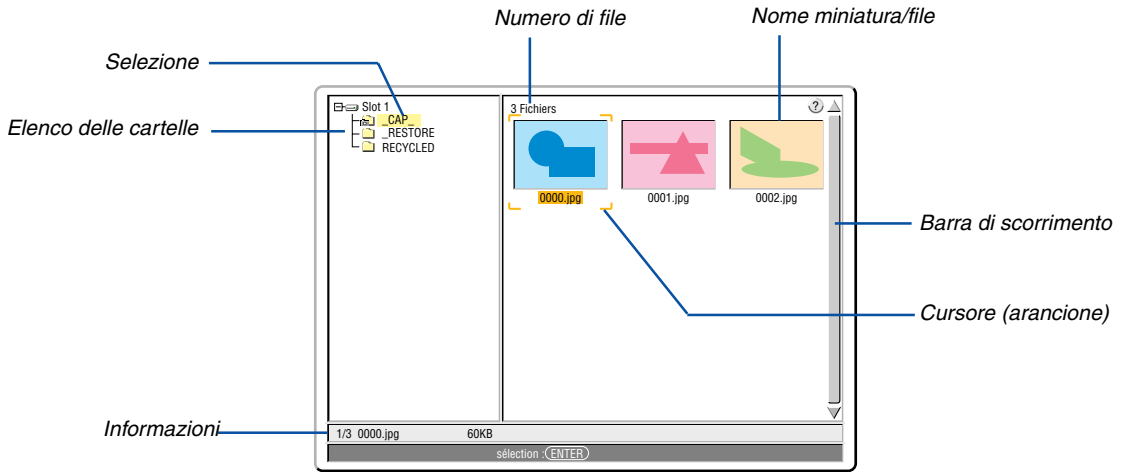 Numero di file
Nome miniatura/file
Selezione
Elenco delle cartelle
Slot 1
_CAP_
_RESTORE
RECYCLED
3 Fichiers
?
0000.jpg
0001.jpg
0002.jpg
Barra di scorrimento
Cursore (arancione)
Informazioni
1/3 0000.jpg 60KB
sélection :ENTER